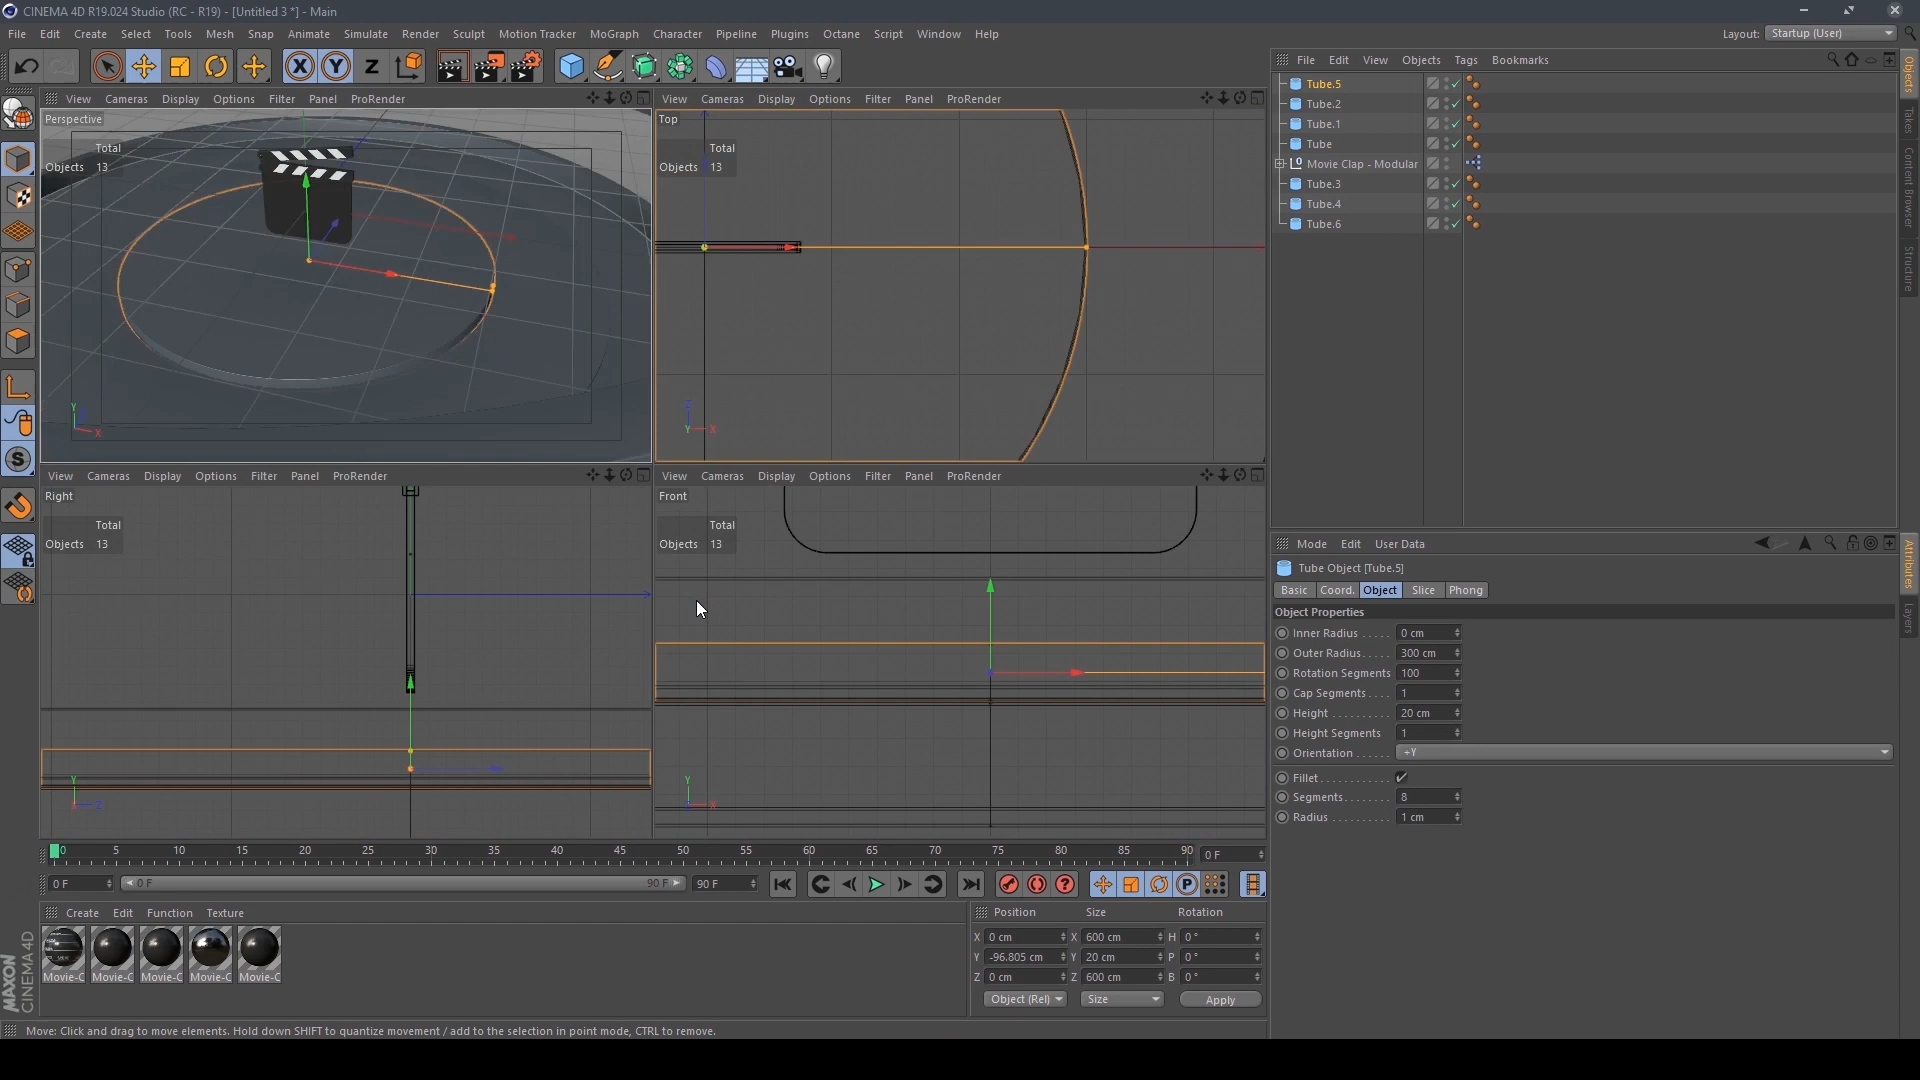 CINEMA 4D R19.024 Studio (RC - R19) - [Untitled 3 *] - Main
File Edit Create Select Tools Mesh Snap Animate Simulate Render Sculpt Motion Tracker MoGraph Character Pipeline Plugins Octane Script Window Help Layout: Startup (User)
File Edit View Objects Tags Bookmarks
Tube.5
Tube.2
Tube.1
Tube
Movie Clap - Modular
Tube.3
Tube.4
Tube.6
Objects
Takes
Content Browser
Structure
View Cameras Display Options Filter Panel ProRender
Perspective
Total
Objects 13
Y
X
View Cameras Display Options Filter Panel ProRender
Top
Total
Objects 13
Z
Y X
View Cameras Display Options Filter Panel ProRender
Right
Total
Objects 13
Y
X Z
View Cameras Display Options Filter Panel ProRender
Front
Total
Objects 13
Y
X
Mode Edit User Data
Tube Object [Tube.5]
Basic Coord. Object Slice Phong
Object Properties
Inner Radius . . . . . 0 cm
Outer Radius. . . . . 300 cm
Rotation Segments 100
Cap Segments . . . . 1
Height . . . . . . . . . . 20 cm
Height Segments 1
Orientation . . . . . . +Y
Fillet . . . . . . . . . . . .
Segments. . . . . . . . 8
Radius . . . . . . . . . . 1 cm
Attributes
Layers
0 5 10 15 20 25 30 35 40 45 50 55 60 65 70 75 80 85 90 0 F
0 F 0 F 90 F 90 F
Create Edit Function Texture
Movie-C Movie-C Movie-C Movie-C Movie-C
Position Size Rotation
X 0 cm X 600 cm H 0 °
Y -96.805 cm Y 20 cm P 0 °
Z 0 cm Z 600 cm B 0 °
Object (Rel) Size Apply
MAXON
CINEMA 4D
Move: Click and drag to move elements. Hold down SHIFT to quantize movement / add to the selection in point mode, CTRL to remove.